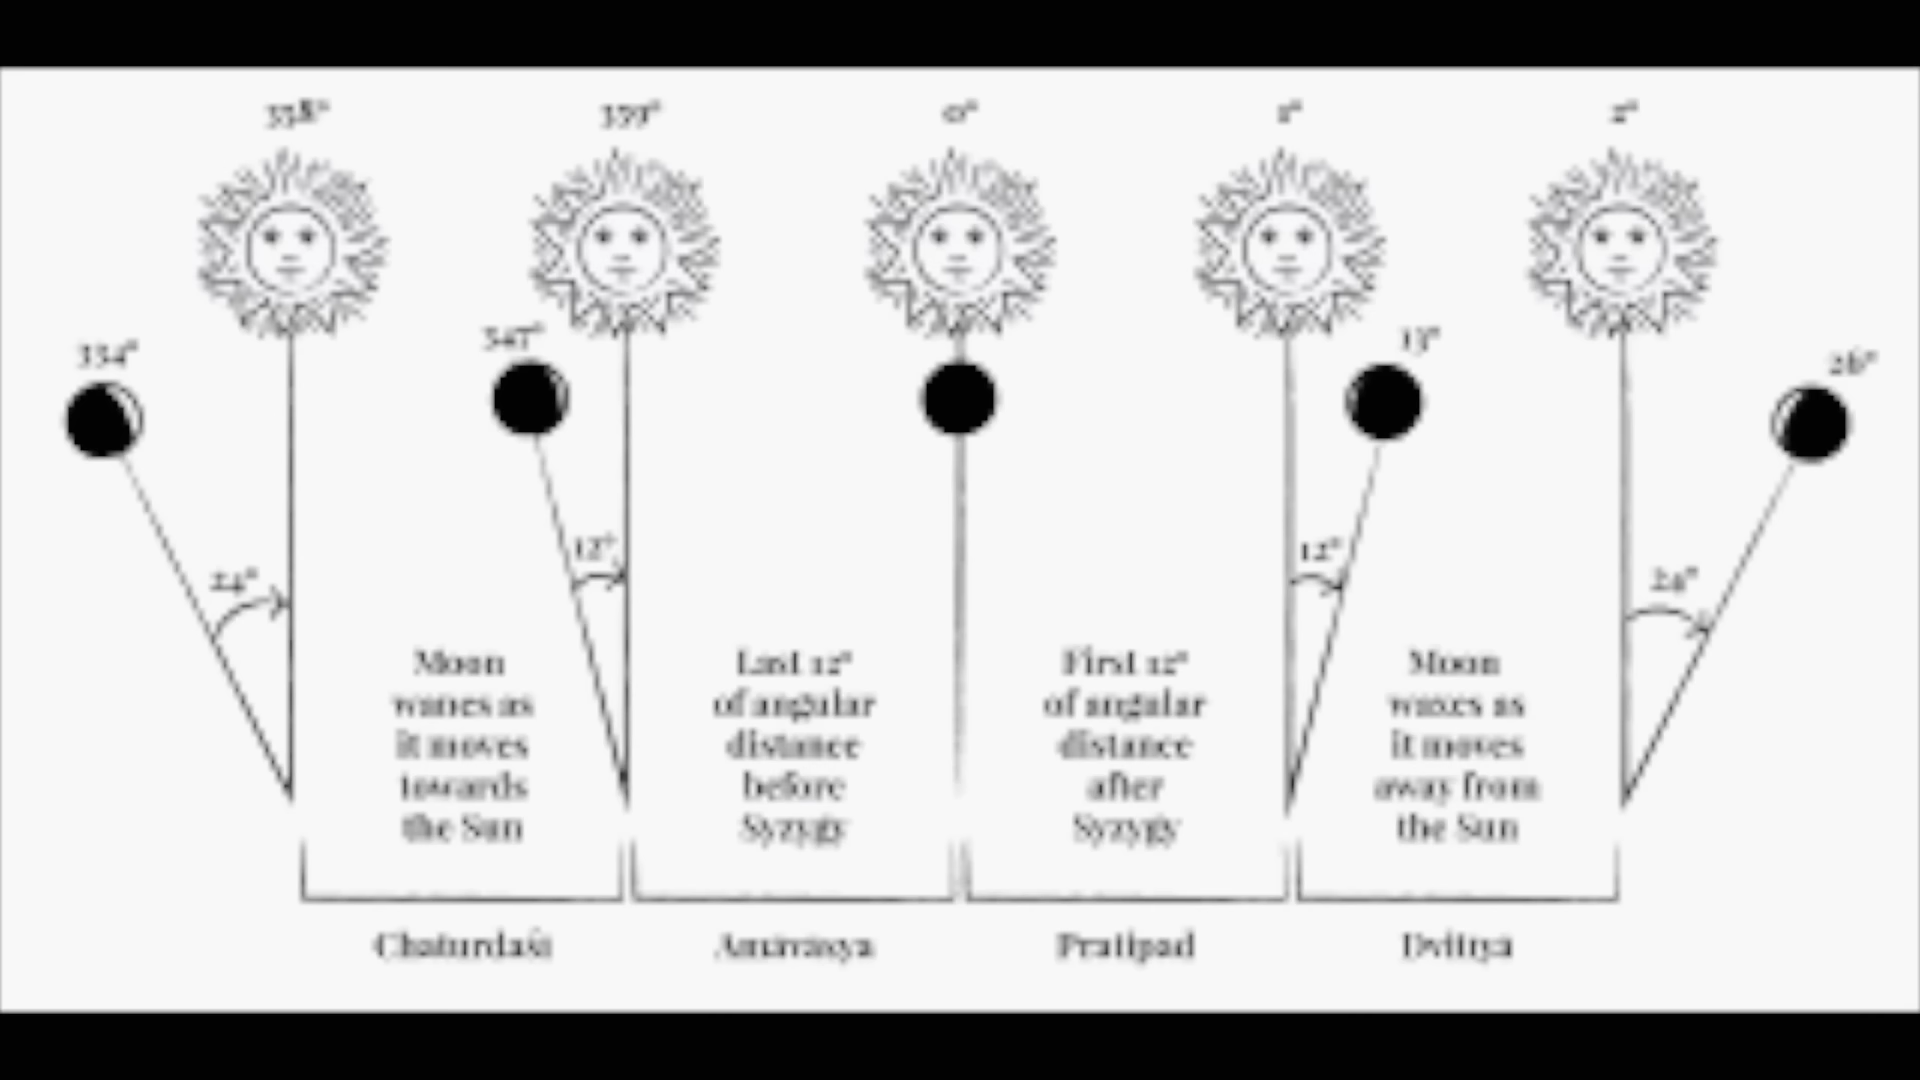 358° 359° 0° 1° 2°
334° 347° 13° 26°
24° 12° 12° 24°
Moon
wanes as
it moves
towards
the Sun
Last 12°
of angular
distance
before
Syzygy
First 12°
of angular
distance
after
Syzygy
Moon
waxes as
it moves
away from
the Sun
Chaturdaśi Amāvāsya Pratipad Dvitīyā